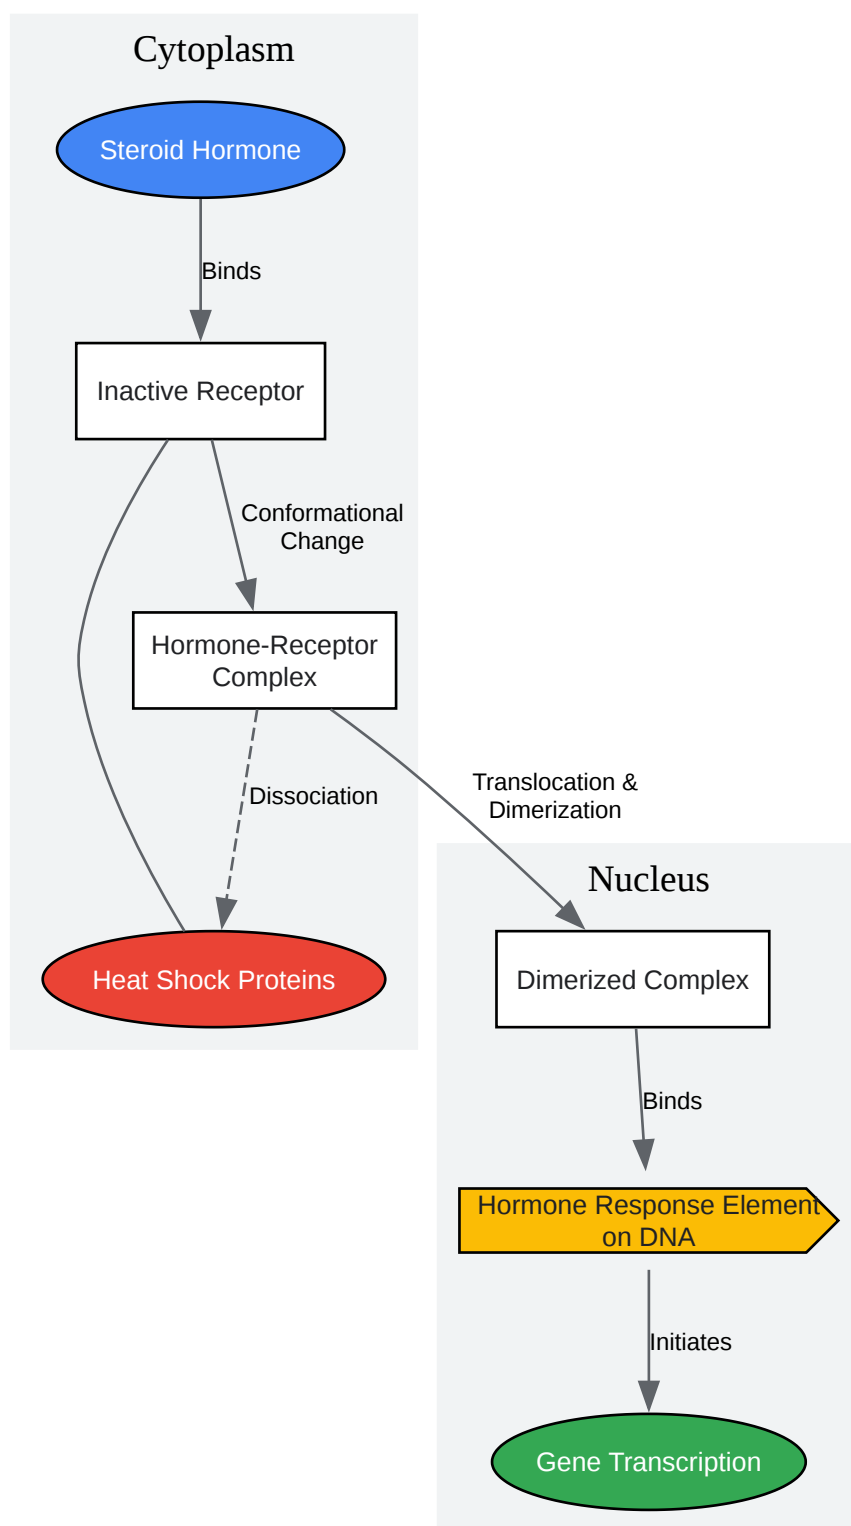 Cytoplasm
Steroid Hormone
Binds
Inactive Receptor
Conformational
Change
Hormone-Receptor
Complex
Translocation &
Dimerization
Dissociation
Nucleus
Heat Shock Proteins
Dimerized Complex
Binds
Hormone Response Element
on DNA
Initiates
Gene Transcription